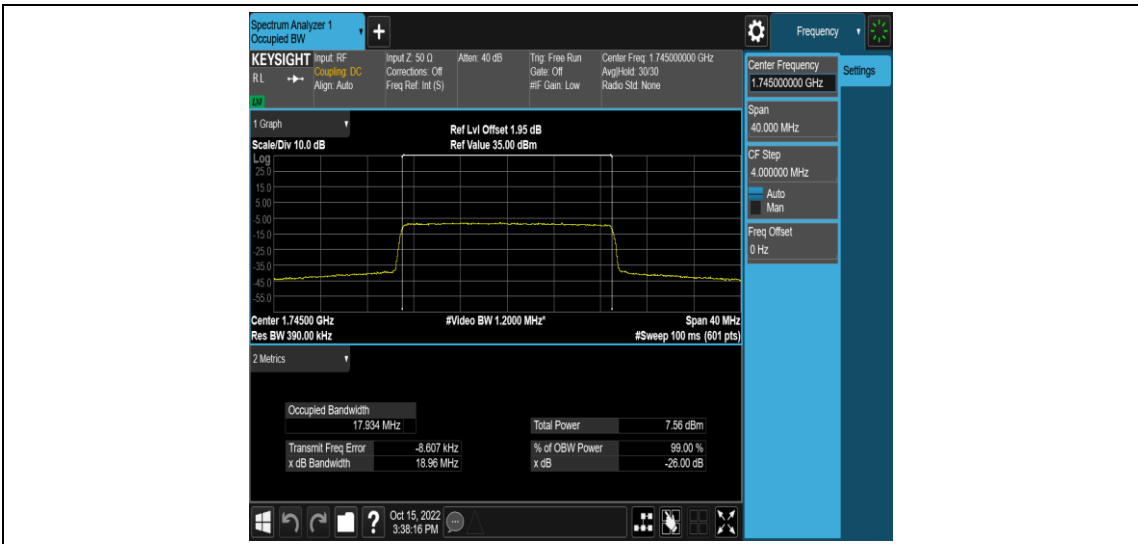 Spectrum Analyzer 1
Occupied BW
Frequency
KEYSIGHT
RL
LXI
Input: RF
Coupling: DC
Align: Auto
Input Z: 50 Ω
Corrections: Off
Freq Ref: Int (S)
Atten: 40 dB
Trig: Free Run
Gate: Off
#IF Gain: Low
Center Freq: 1.745000000 GHz
Avg|Hold: 30/30
Radio Std: None
Center Frequency
1.745000000 GHz
Settings
Span
40.000 MHz
CF Step
4.000000 MHz
Auto
Man
Freq Offset
0 Hz
1 Graph
Scale/Div 10.0 dB
Ref Lvl Offset 1.95 dB
Ref Value 35.00 dBm
Log
25.0
15.0
5.00
-5.00
-15.0
-25.0
-35.0
-45.0
-55.0
Center 1.74500 GHz
#Video BW 1.2000 MHz*
Span 40 MHz
Res BW 390.00 kHz
#Sweep 100 ms (601 pts)
2 Metrics
Occupied Bandwidth
17.934 MHz
Total Power 7.56 dBm
Transmit Freq Error -8.607 kHz
% of OBW Power 99.00 %
x dB Bandwidth 18.96 MHz
x dB -26.00 dB
?
Oct 15, 2022
3:38:16 PM